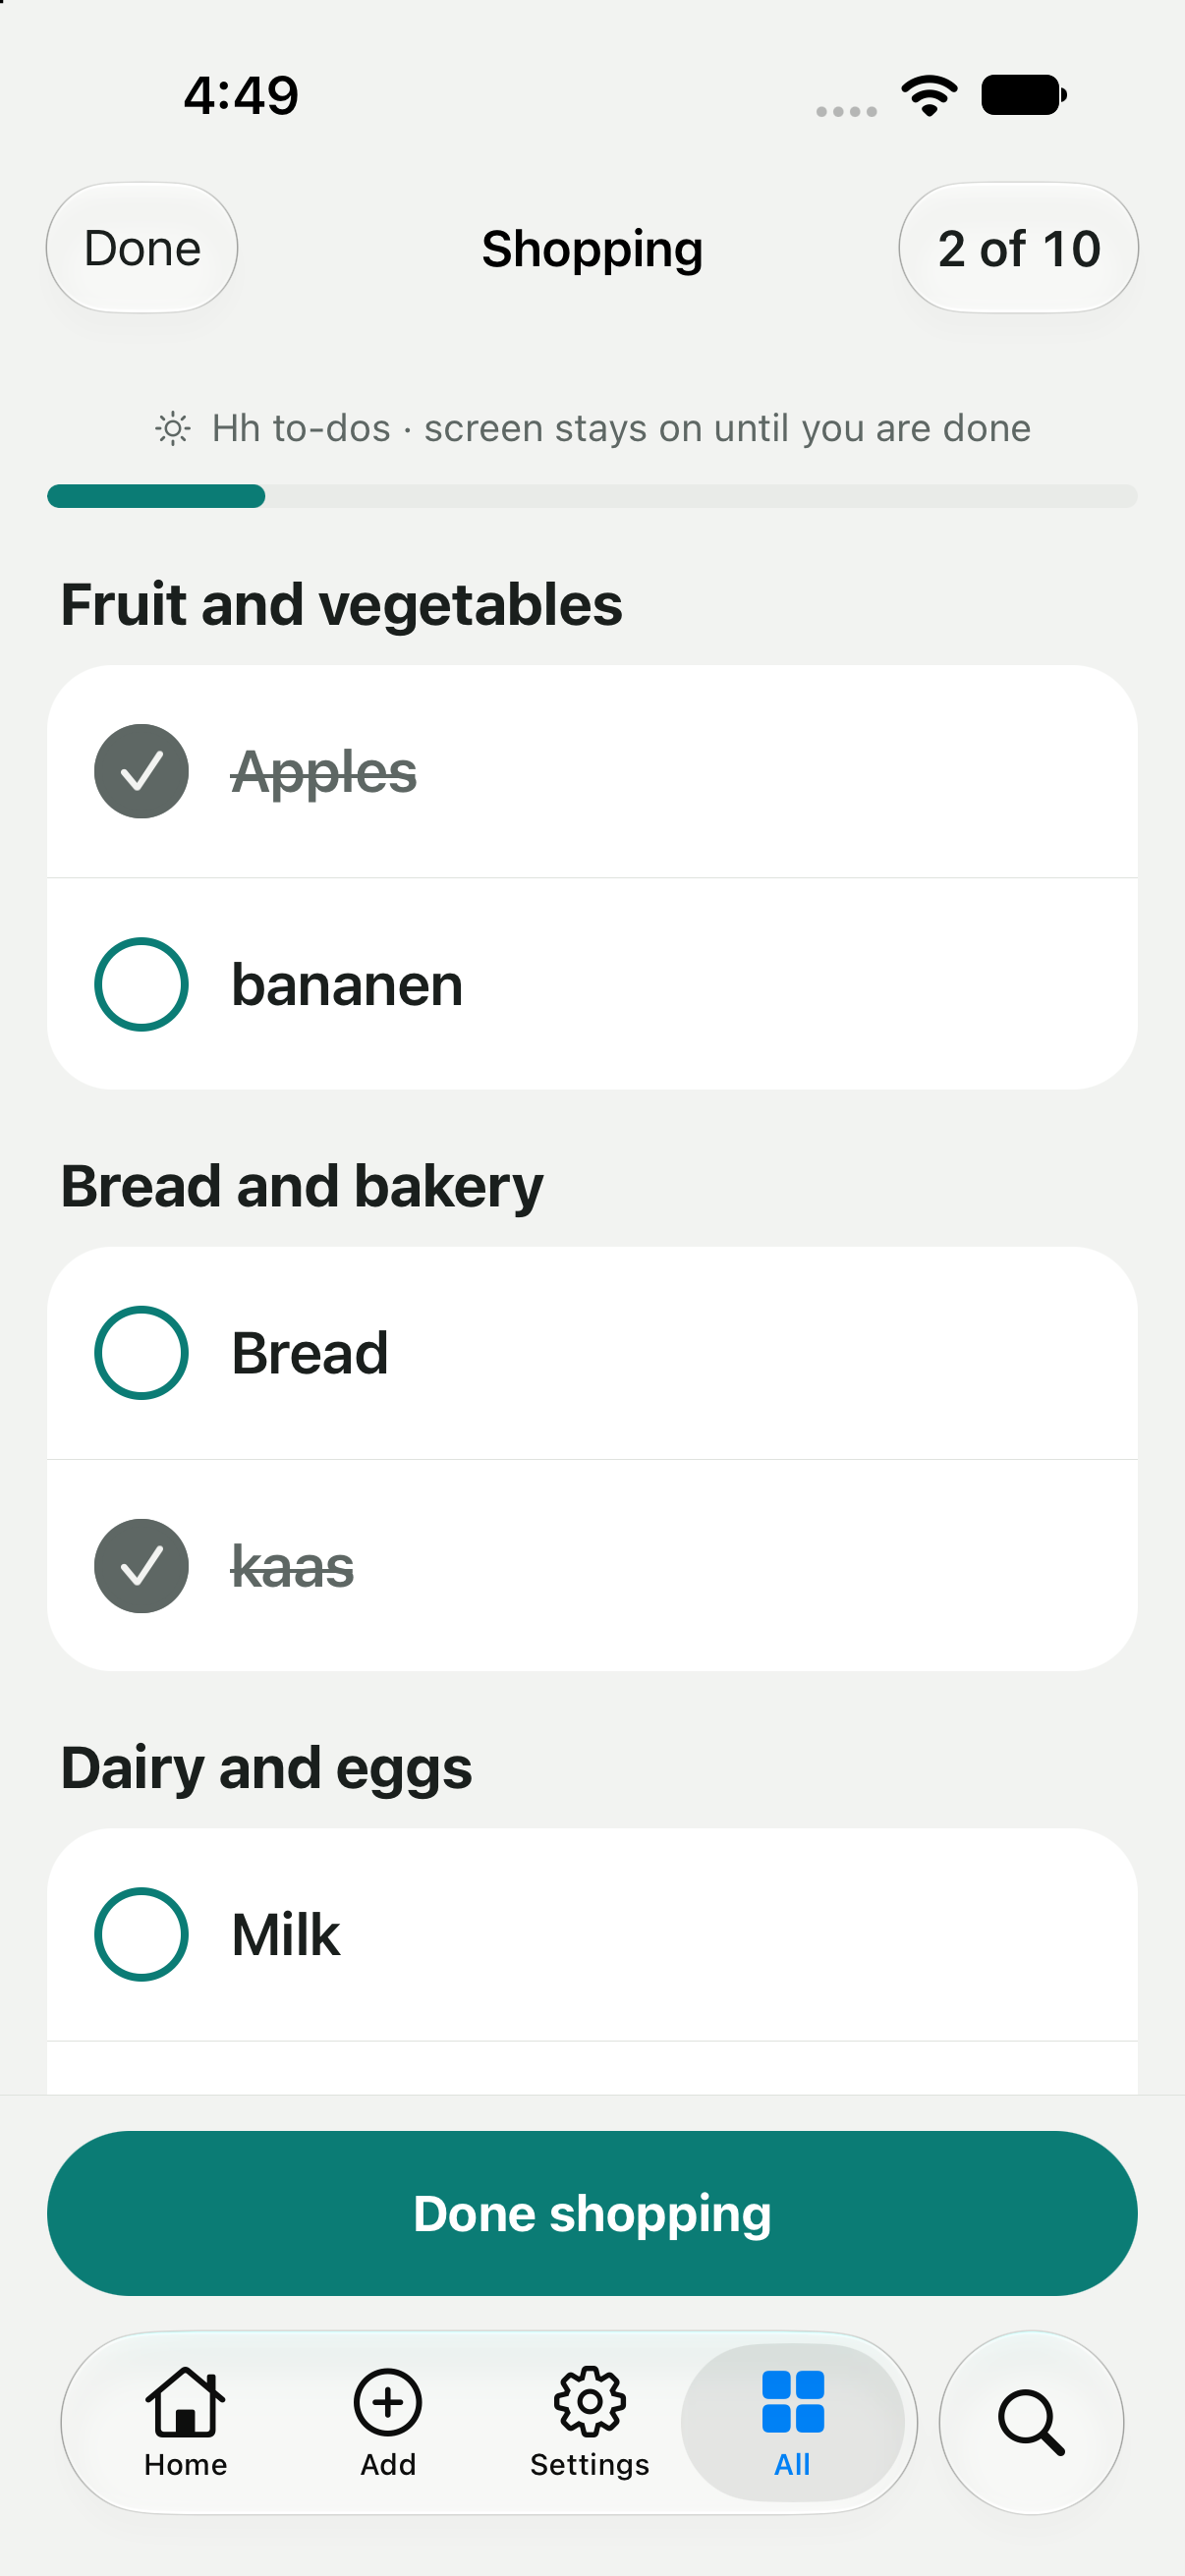 4:49
Done
Shopping
2 of 10
Hh to-dos · screen stays on until you are done
Fruit and vegetables
Apples
bananen
Bread and bakery
Bread
kaas
Dairy and eggs
Milk
Done shopping
Home
Add
Settings
All